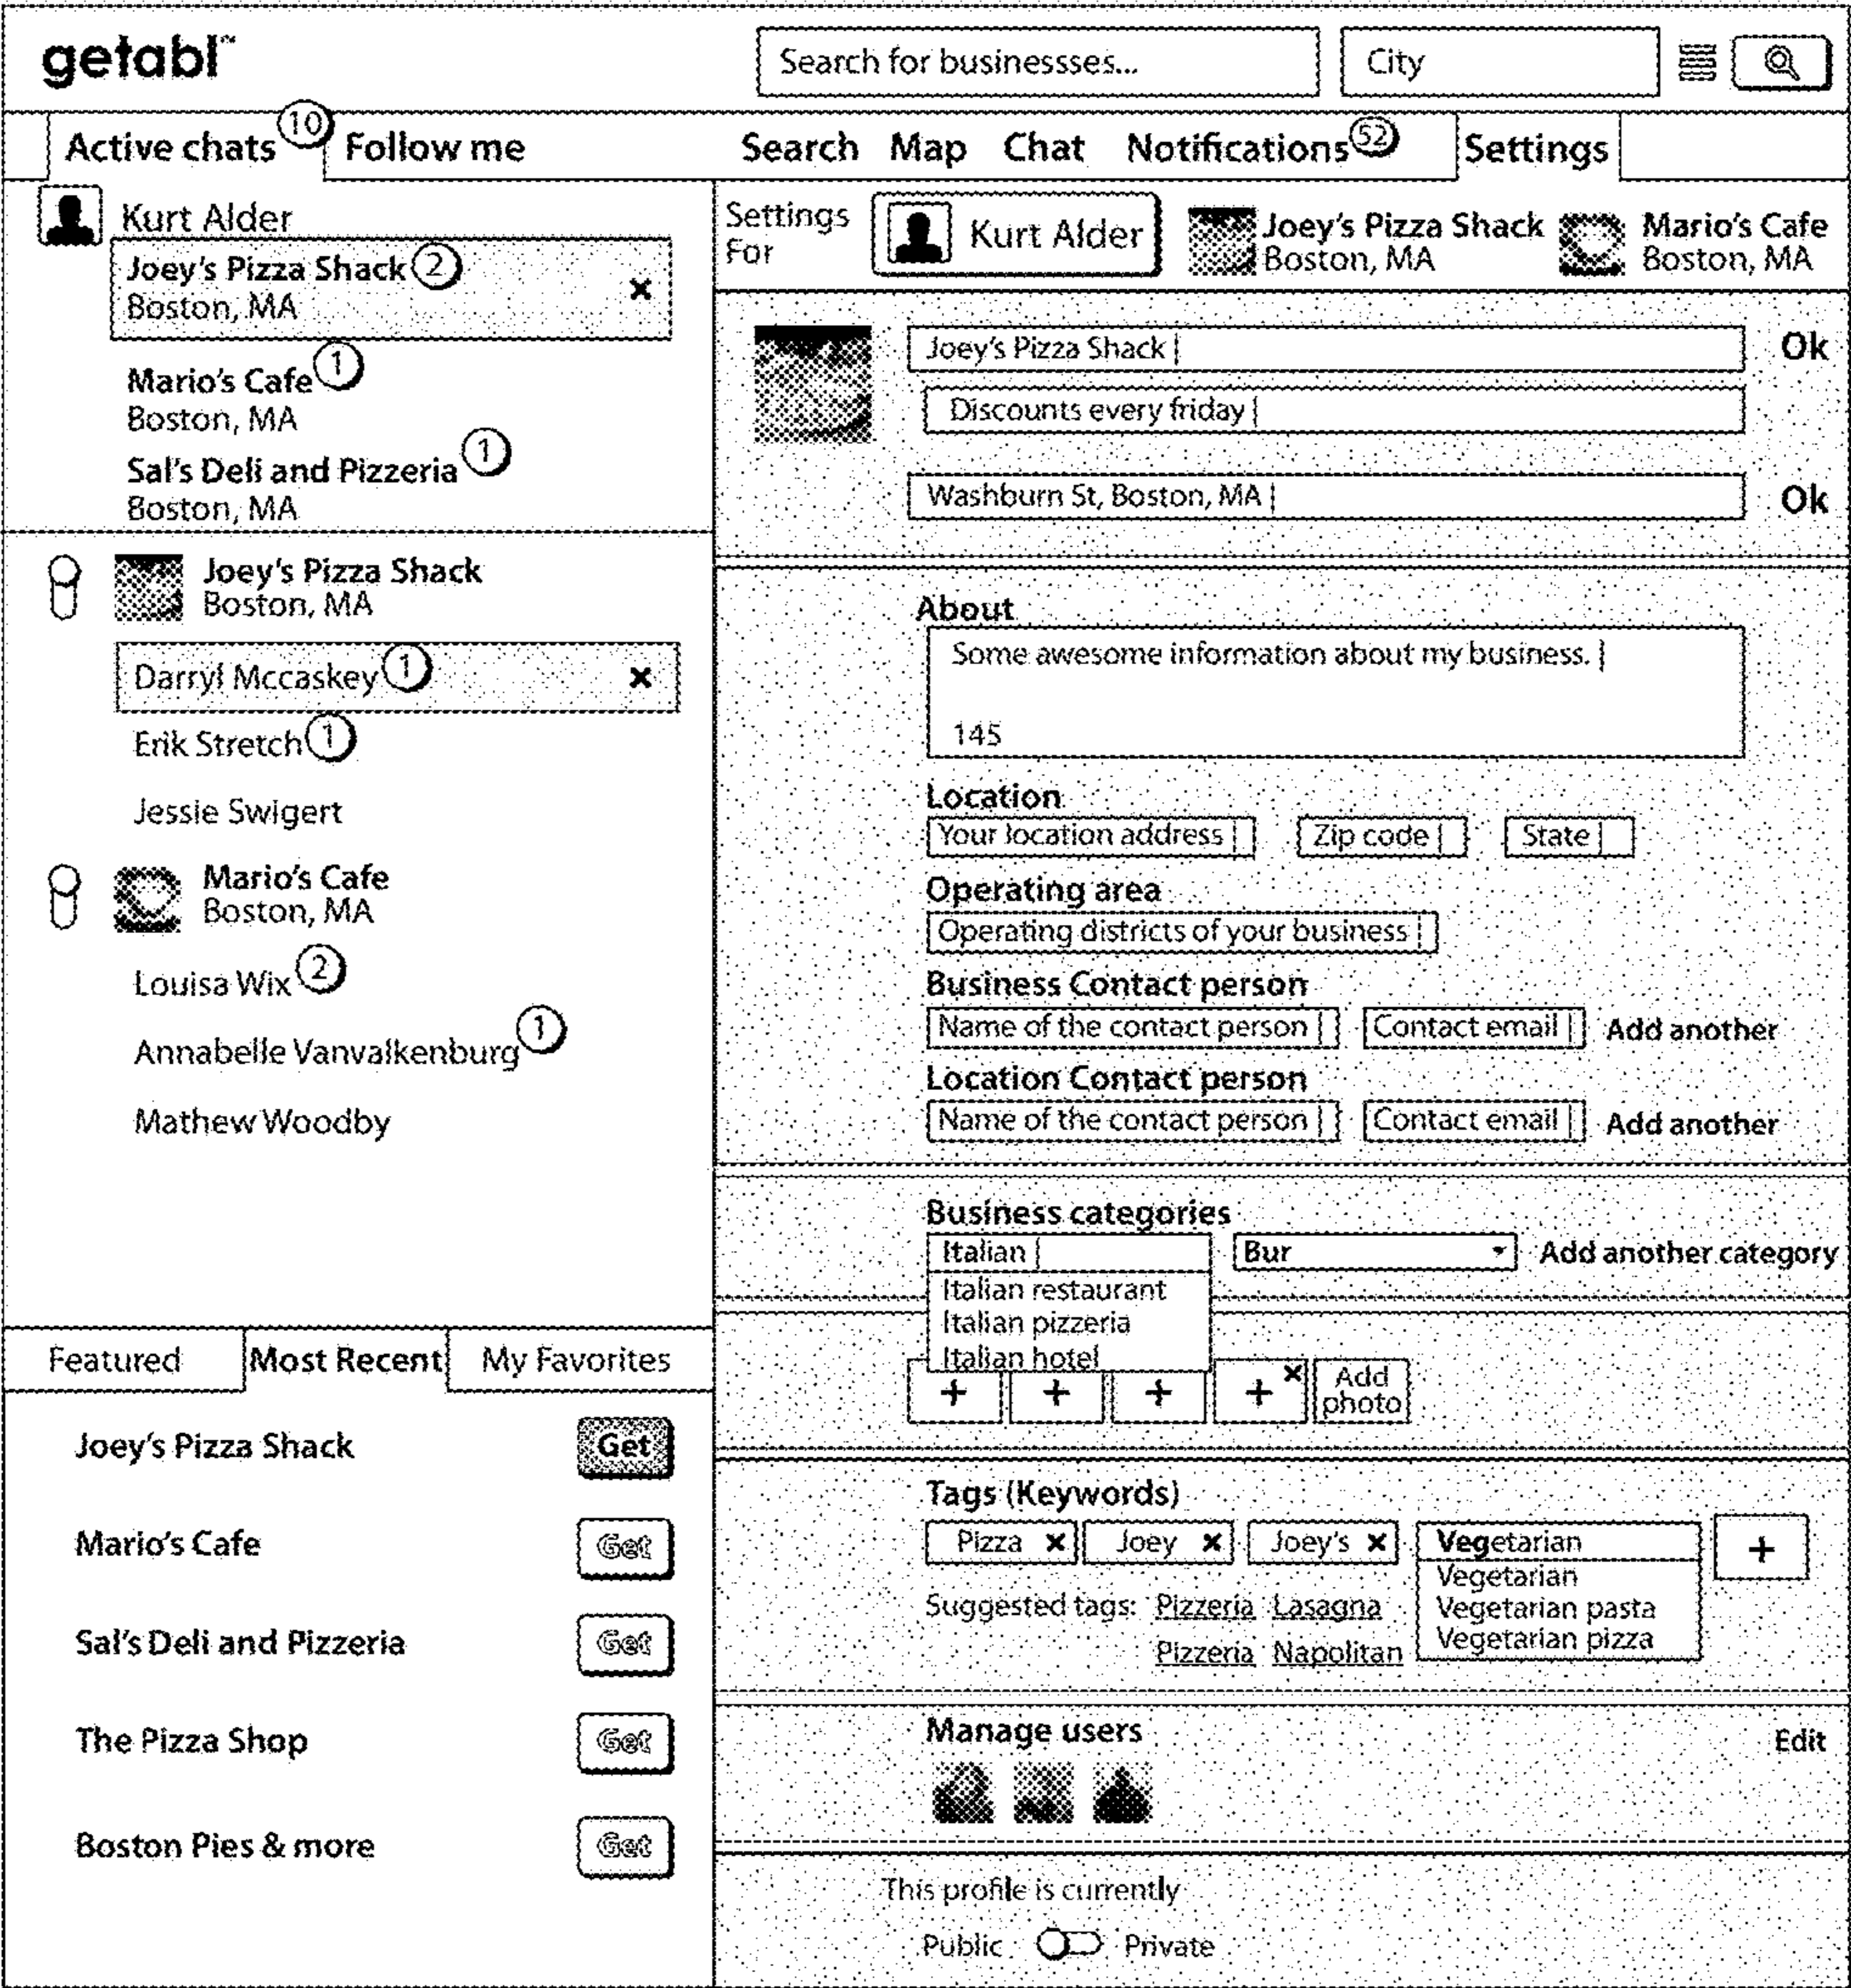 getabl™
Search for businessses...
City
Active chats 10
Follow me
Search Map Chat Notifications 52 Settings
Kurt Alder
Joey's Pizza Shack 2
Boston, MA
Mario's Cafe 1
Boston, MA
Sal's Deli and Pizzeria 1
Boston, MA
Joey's Pizza Shack
Boston, MA
Darryl Mccaskey 1
Erik Stretch 1
Jessie Swigert
Mario's Cafe
Boston, MA
Louisa Wix 2
Annabelle Vanvalkenburg 1
Mathew Woodby
Featured Most Recent My Favorites
Joey's Pizza Shack Get
Mario's Cafe Get
Sal's Deli and Pizzeria Get
The Pizza Shop Get
Boston Pies & more Get
Settings
For
Kurt Alder
Joey's Pizza Shack
Boston, MA
Mario's Cafe
Boston, MA
Joey's Pizza Shack Ok
Discounts every friday
Washburn St, Boston, MA Ok
About
Some awesome information about my business.
145
Location
Your location address Zip code State
Operating area
Operating districts of your business
Business Contact person
Name of the contact person Contact email Add another
Location Contact person
Name of the contact person Contact email Add another
Business categories
Italian Bur Add another category
Italian restaurant
Italian pizzeria
Italian hotel
Add
photo
Tags (Keywords)
Pizza Joey Joey's Vegetarian
Vegetarian
Vegetarian pasta
Vegetarian pizza
Suggested tags: Pizzeria Lasagna
Pizzeria Napolitan
Manage users Edit
This profile is currently
Public Private